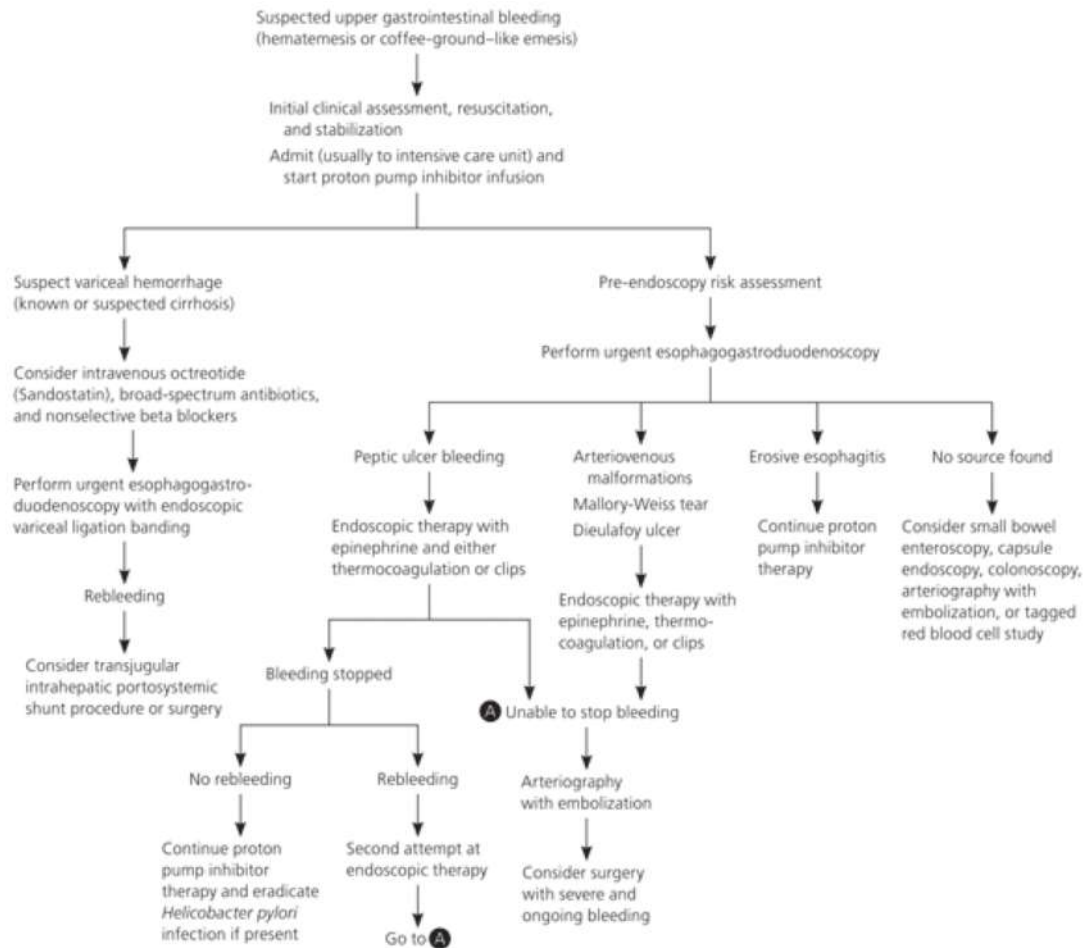 Suspected upper gastrointestinal bleeding
(hematemesis or coffee-ground–like emesis)
Initial clinical assessment, resuscitation,
and stabilization
Admit (usually to intensive care unit) and
start proton pump inhibitor infusion
Suspect variceal hemorrhage
(known or suspected cirrhosis)
Consider intravenous octreotide
(Sandostatin), broad-spectrum antibiotics,
and nonselective beta blockers
Perform urgent esophagogastro-
duodenoscopy with endoscopic
variceal ligation banding
Rebleeding
Consider transjugular
intrahepatic portosystemic
shunt procedure or surgery
Pre-endoscopy risk assessment
Perform urgent esophagogastroduodenoscopy
Peptic ulcer bleeding
Endoscopic therapy with
epinephrine and either
thermocoagulation or clips
Bleeding stopped
No rebleeding
Continue proton
pump inhibitor
therapy and eradicate
Helicobacter pylori
infection if present
Rebleeding
Second attempt at
endoscopic therapy
Go to A
Arteriovenous
malformations
Mallory-Weiss tear
Dieulafoy ulcer
Endoscopic therapy with
epinephrine, thermo-
coagulation, or clips
A Unable to stop bleeding
Arteriography
with embolization
Consider surgery
with severe and
ongoing bleeding
Erosive esophagitis
Continue proton
pump inhibitor
therapy
No source found
Consider small bowel
enteroscopy, capsule
endoscopy, colonoscopy,
arteriography with
embolization, or tagged
red blood cell study